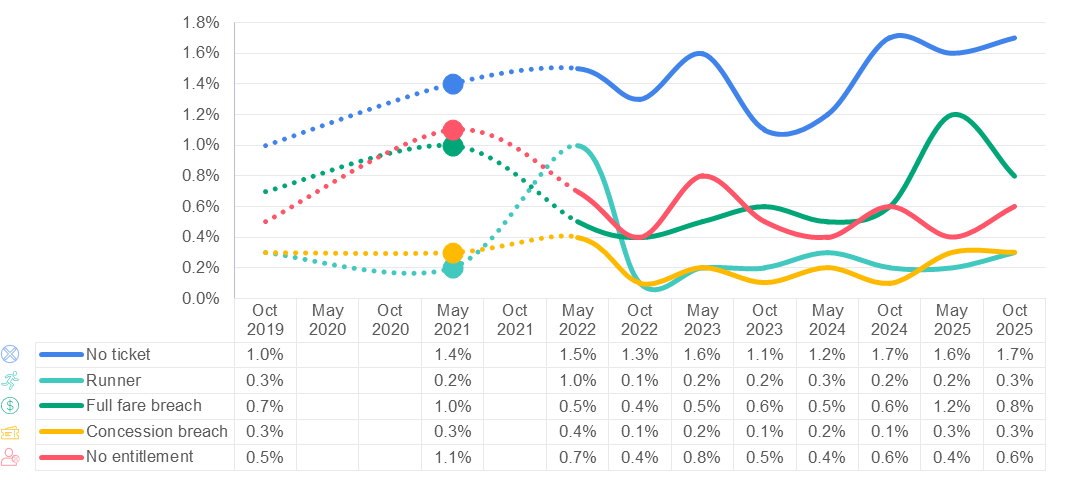 1.8%
1.6%
1.4%
1.2%
1.0%
0.8%
0.6%
0.4%
0.2%
0.0%
Oct 2019 May 2020 Oct 2020 May 2021 Oct 2021 May 2022 Oct 2022 May 2023 Oct 2023 May 2024 Oct 2024 May 2025 Oct 2025
No ticket 1.0% 1.4% 1.5% 1.3% 1.6% 1.1% 1.2% 1.7% 1.6% 1.7%
Runner 0.3% 0.2% 1.0% 0.1% 0.2% 0.2% 0.3% 0.2% 0.2% 0.3%
$ Full fare breach 0.7% 1.0% 0.5% 0.4% 0.5% 0.6% 0.5% 0.6% 1.2% 0.8%
Concession breach 0.3% 0.3% 0.4% 0.1% 0.2% 0.1% 0.2% 0.1% 0.3% 0.3%
No entitlement 0.5% 1.1% 0.7% 0.4% 0.8% 0.5% 0.4% 0.6% 0.4% 0.6%